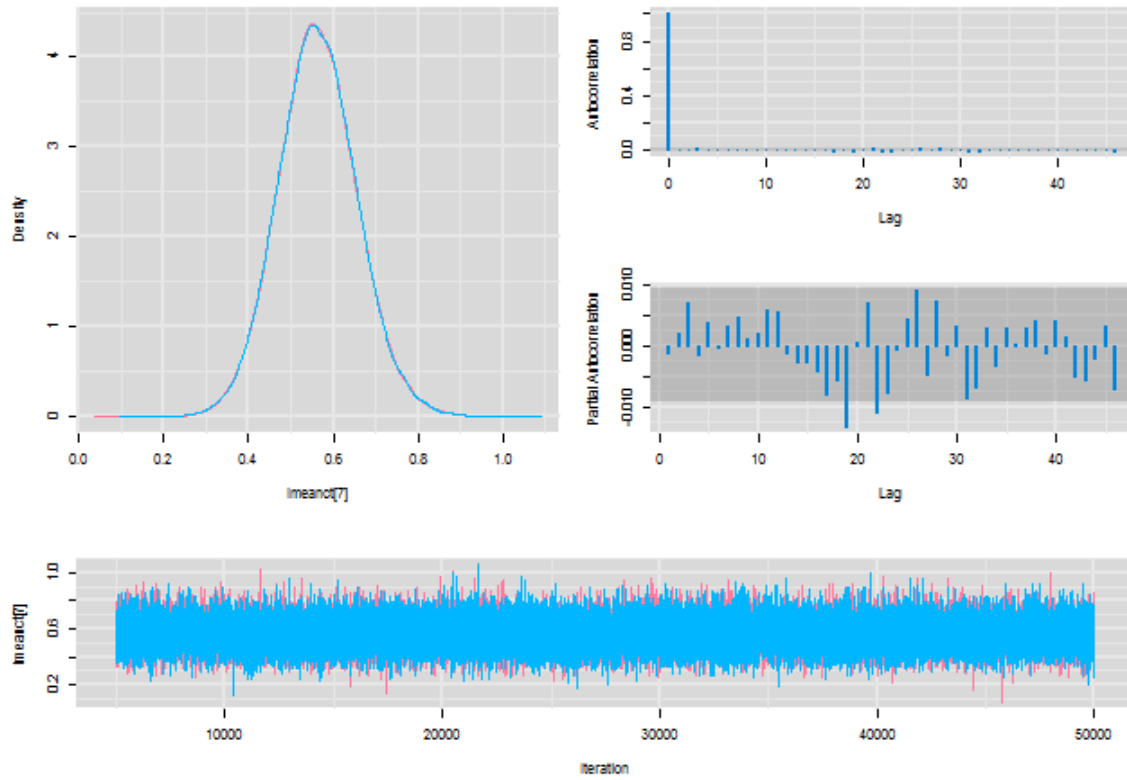 Density
0 1 2 3 4
0.0 0.2 0.4 0.6 0.8 1.0
lmeanct[7]
Autocorrelation
0.0 0.4 0.8
0 10 20 30 40
Lag
Partial Autocorrelation
-0.010 0.000 0.010
0 10 20 30 40
Lag
lmeanct[7]
0.2 0.6 1.0
10000 20000 30000 40000 50000
Iteration